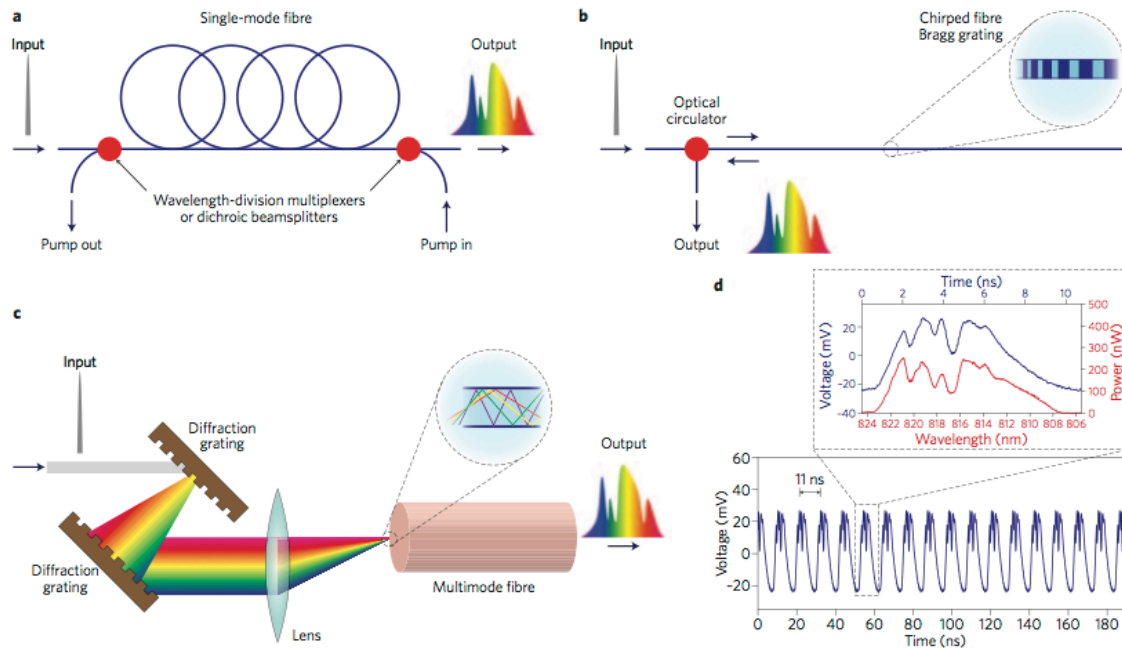 a
Single-mode fibre
Input
Output
Wavelength-division multiplexers
or dichroic beamsplitters
Pump out
Pump in
b
Chirped fibre
Bragg grating
Input
Optical
circulator
Output
c
Input
Diffraction
grating
Diffraction
grating
Lens
Multimode fibre
Output
d
Time (ns)
0 2 4 6 8 10
Voltage (mV)
20
0
−20
−40
500
400
300
200
100
0
Power (nW)
824 822 820 818 816 814 812 810 808 806
Wavelength (nm)
60
40
20
0
−20
Voltage (mV)
11 ns
0 20 40 60 80 100 120 140 160 180
Time (ns)